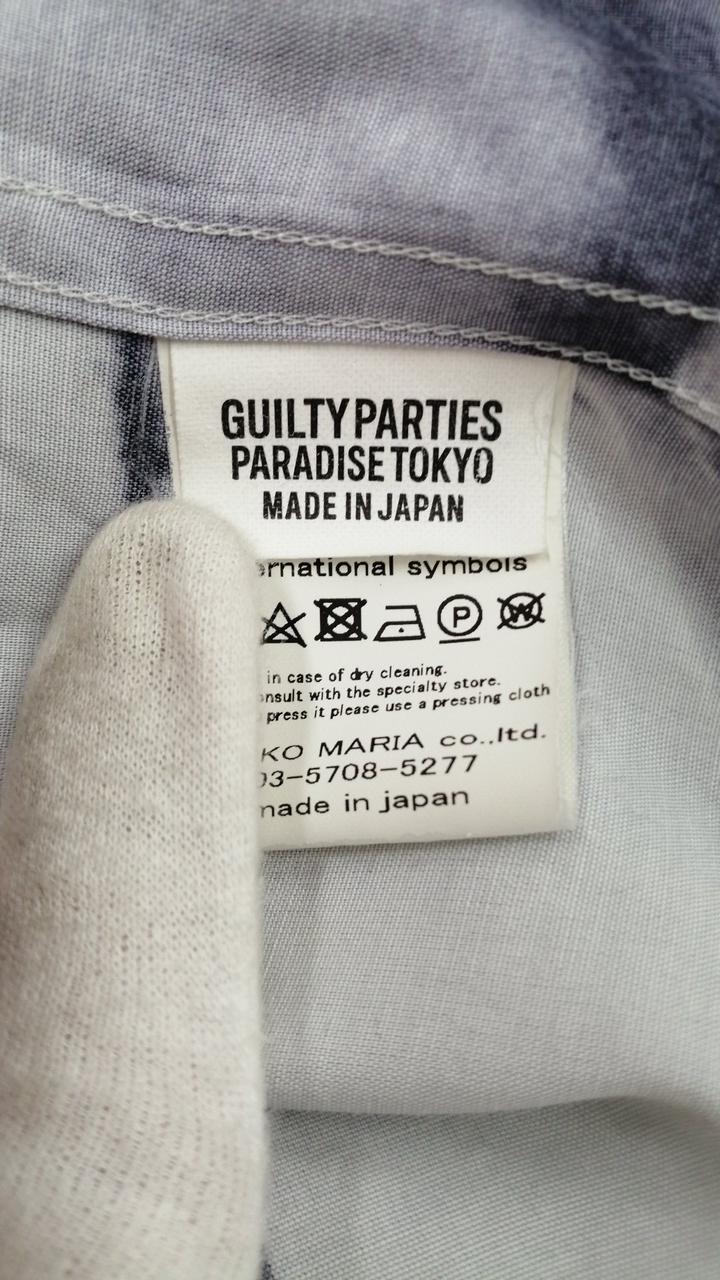 GUILTY PARTIES
PARADISE TOKYO
MADE IN JAPAN
ernational symbols
P
W
in case of dry cleaning.
nsult with the specialty store.
press it please use a pressing cloth
KO MARIA co.,ltd.
03-5708-5277
made in japan